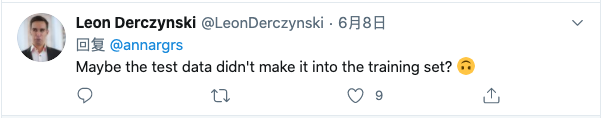 Leon Derczynski @LeonDerczynski · 6月8日
回复 @annargrs
Maybe the test data didn't make it into the training set? 🙃
9